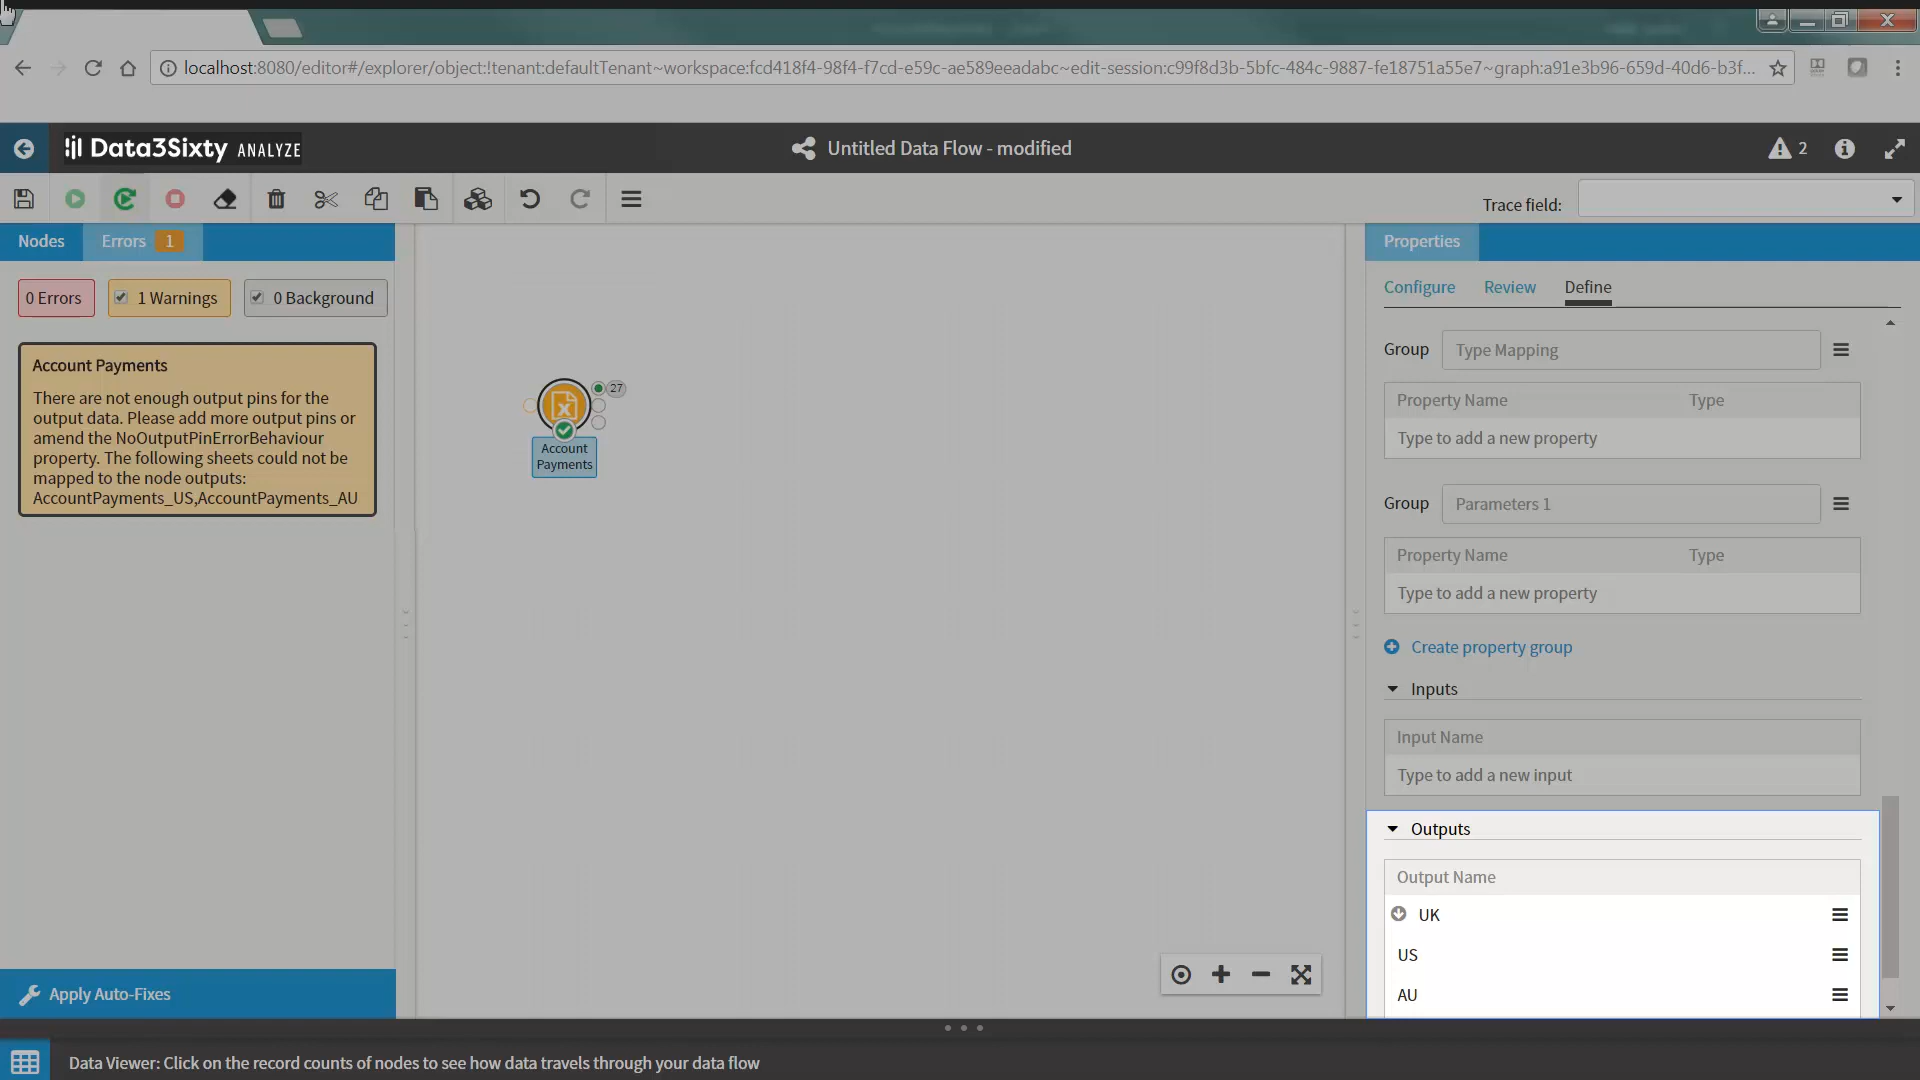 localhost:8080/editor#/explorer/object:!tenant:defaultTenant~workspace:fcd418f4-98f4-f7cd-e59c-ae589eeadabc~edit-session:c99f8d3b-5bfc-484c-9887-fe18751a55e7~graph:a91e3b96-659d-40d6-b3f...
Data3Sixty ANALYZE
Untitled Data Flow - modified
2
Trace field:
Nodes
Errors 1
Properties
0 Errors
1 Warnings
0 Background
Configure
Review
Define
Account Payments
There are not enough output pins for the
output data. Please add more output pins or
amend the NoOutputPinErrorBehaviour
property. The following sheets could not be
mapped to the node outputs:
AccountPayments_US,AccountPayments_AU
27
Account
Payments
Group
Type Mapping
Property Name
Type
Type to add a new property
Group
Parameters 1
Property Name
Type
Type to add a new property
Create property group
Inputs
Input Name
Type to add a new input
Outputs
Output Name
UK
US
AU
Apply Auto-Fixes
Data Viewer: Click on the record counts of nodes to see how data travels through your data flow